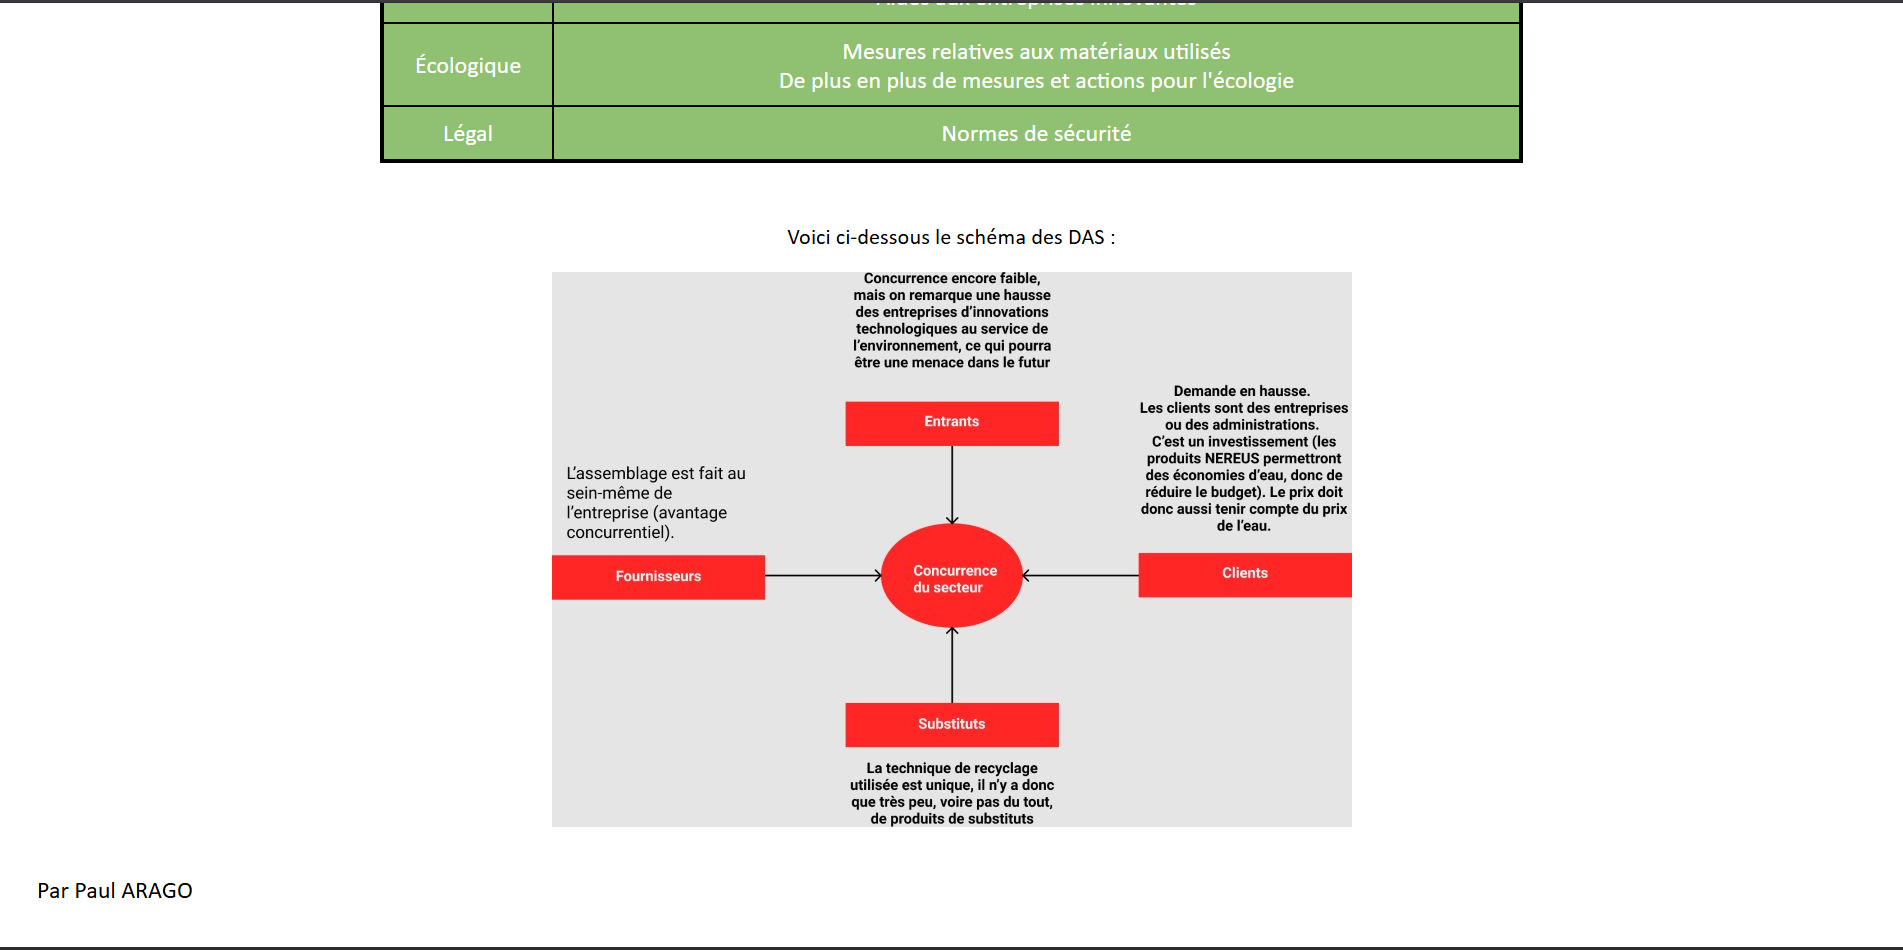 Aides aux entreprises innovantes
Écologique
Mesures relatives aux matériaux utilisés
De plus en plus de mesures et actions pour l'écologie
Légal
Normes de sécurité
Voici ci-dessous le schéma des DAS :
Concurrence encore faible,
mais on remarque une hausse
des entreprises d’innovations
technologiques au service de
l’environnement, ce qui pourra
être une menace dans le futur
Entrants
Demande en hausse.
Les clients sont des entreprises
ou des administrations.
C’est un investissement (les
produits NEREUS permettront
des économies d’eau, donc de
réduire le budget). Le prix doit
donc aussi tenir compte du prix
de l’eau.
L’assemblage est fait au
sein-même de
l’entreprise (avantage
concurrentiel).
Fournisseurs
Concurrence
du secteur
Clients
Substituts
La technique de recyclage
utilisée est unique, il n’y a donc
que très peu, voire pas du tout,
de produits de substituts
Par Paul ARAGO